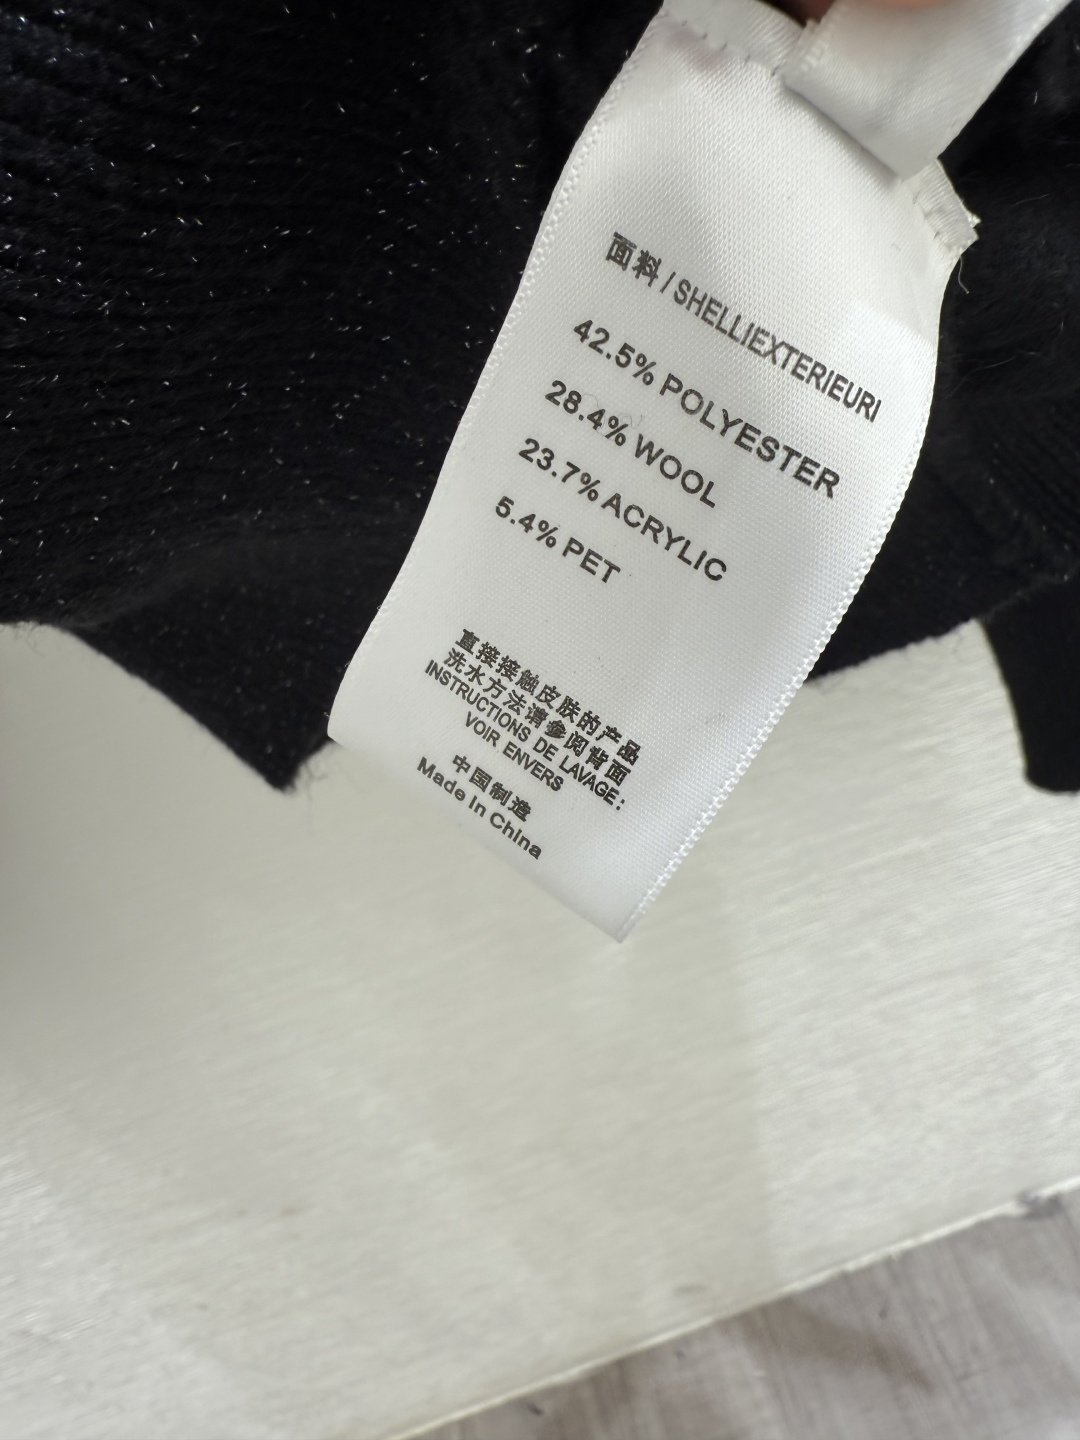 面料 / SHELLIEXTERIEURI
42.5% POLYESTER
28.4% WOOL
23.7% ACRYLIC
5.4% PET
直接接触皮肤的产品
洗水方法请参阅背面
INSTRUCTIONS DE LAVAGE:
VOIR ENVERS
中国制造
Made In China